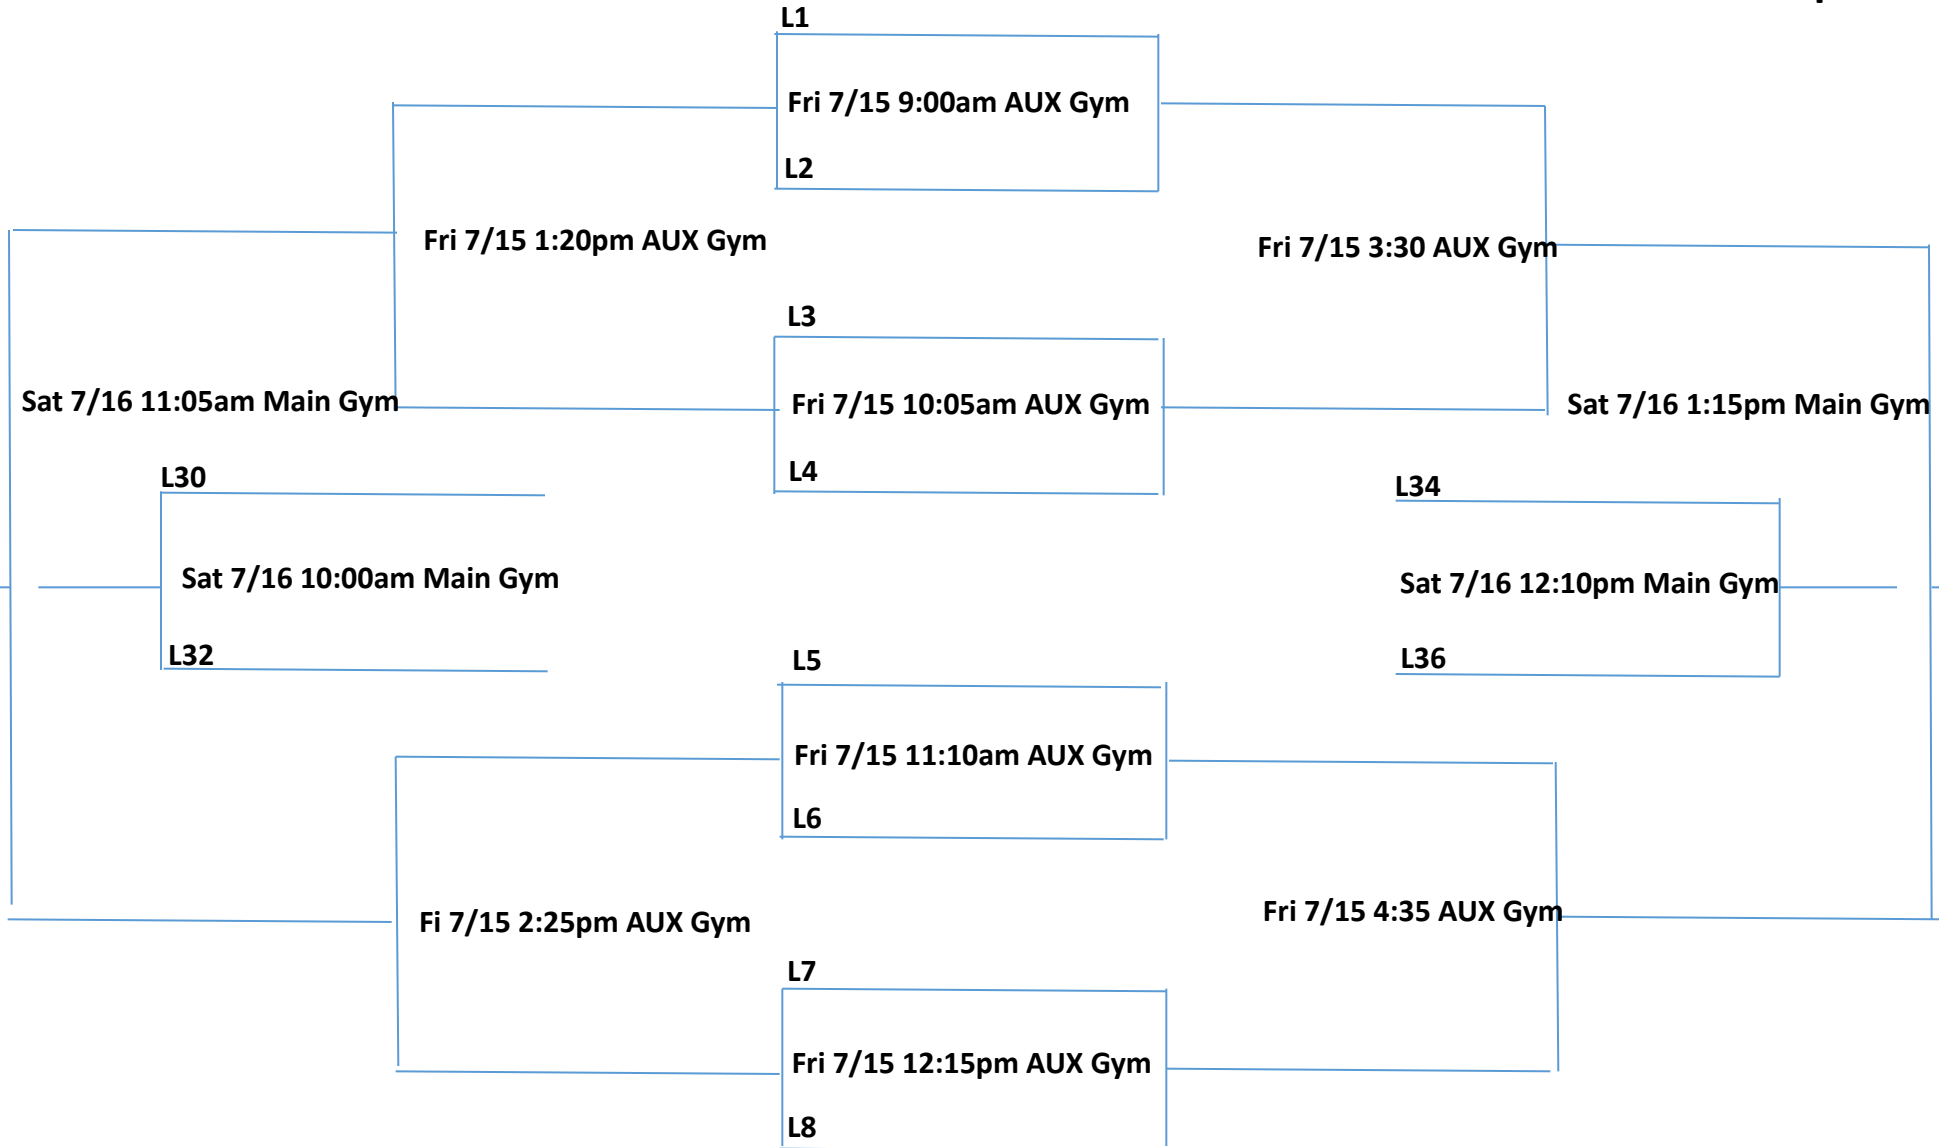 L1
Fri 7/15 9:00am AUX Gym
L2
Fri 7/15 1:20pm AUX Gym
Fri 7/15 3:30 AUX Gym
L3
Sat 7/16 11:05am Main Gym
Fri 7/15 10:05am AUX Gym
Sat 7/16 1:15pm Main Gym
L30
L4
L34
Sat 7/16 10:00am Main Gym
Sat 7/16 12:10pm Main Gym
L32
L5
L36
Fri 7/15 11:10am AUX Gym
L6
Fi 7/15 2:25pm AUX Gym
Fri 7/15 4:35 AUX Gym
L7
Fri 7/15 12:15pm AUX Gym
L8